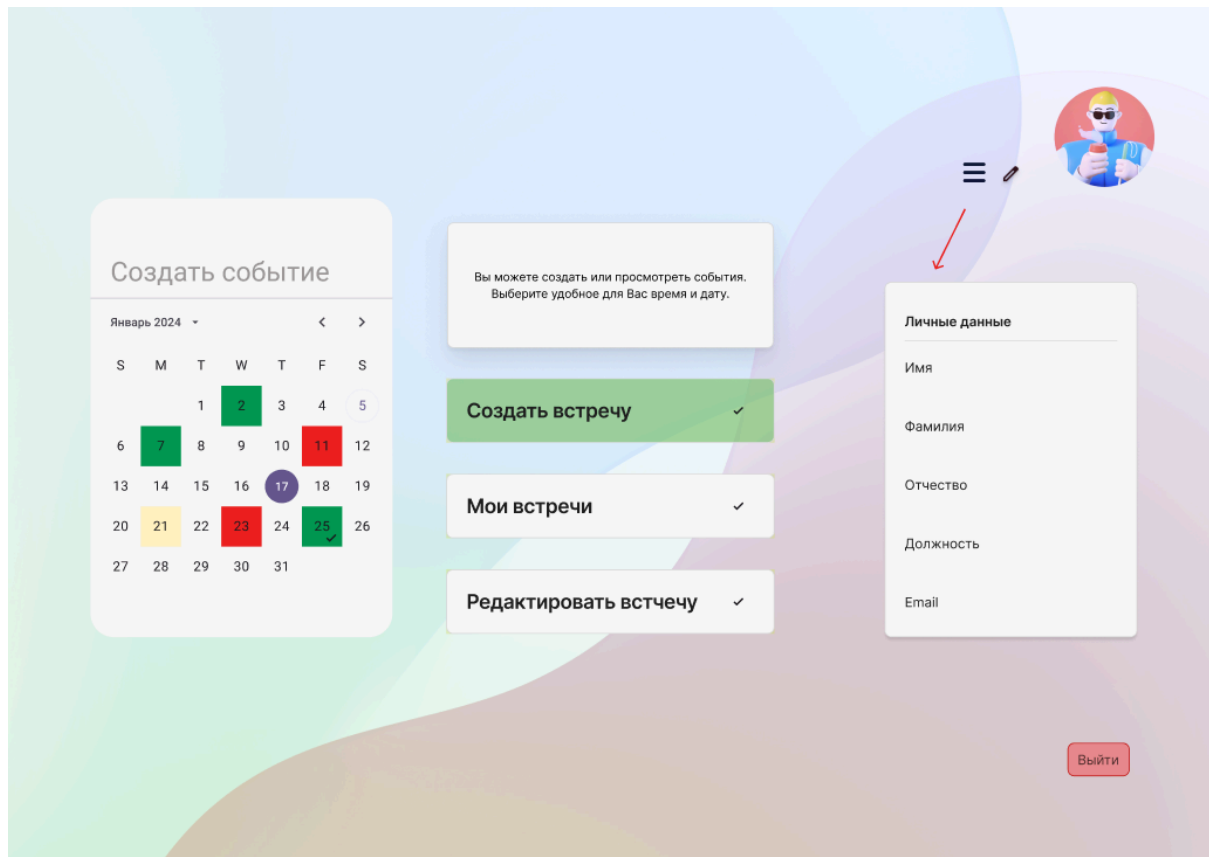 Создать событие
Январь 2024
S M T W T F S
1 2 3 4 5
6 7 8 9 10 11 12
13 14 15 16 17 18 19
20 21 22 23 24 25 26
27 28 29 30 31
Вы можете создать или просмотреть события.
Выберите удобное для Вас время и дату.
Создать встречу
Мои встречи
Редактировать встчечу
Личные данные
Имя
Фамилия
Отчество
Должность
Email
Выйти